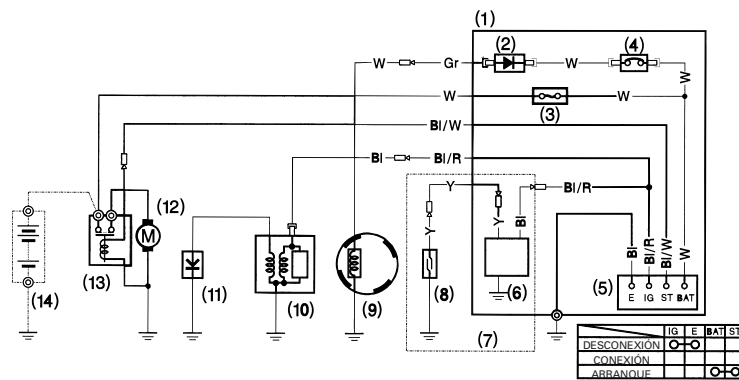 (1)
(2)
(4)
W
Gr
W
W
W
W
(3)
Bl/W
Bl
Bl/R
Y
Bl
Bl/R
(12)
M
Y
Y
Bl
Bl/R
Bl/W
W
(14)
(13)
(11)
(10)
(9)
(8)
(6)
(5)
E IG ST BAT
(7)
IG E BAT ST
DESCONEXIÓN
CONEXIÓN
ARRANQUE